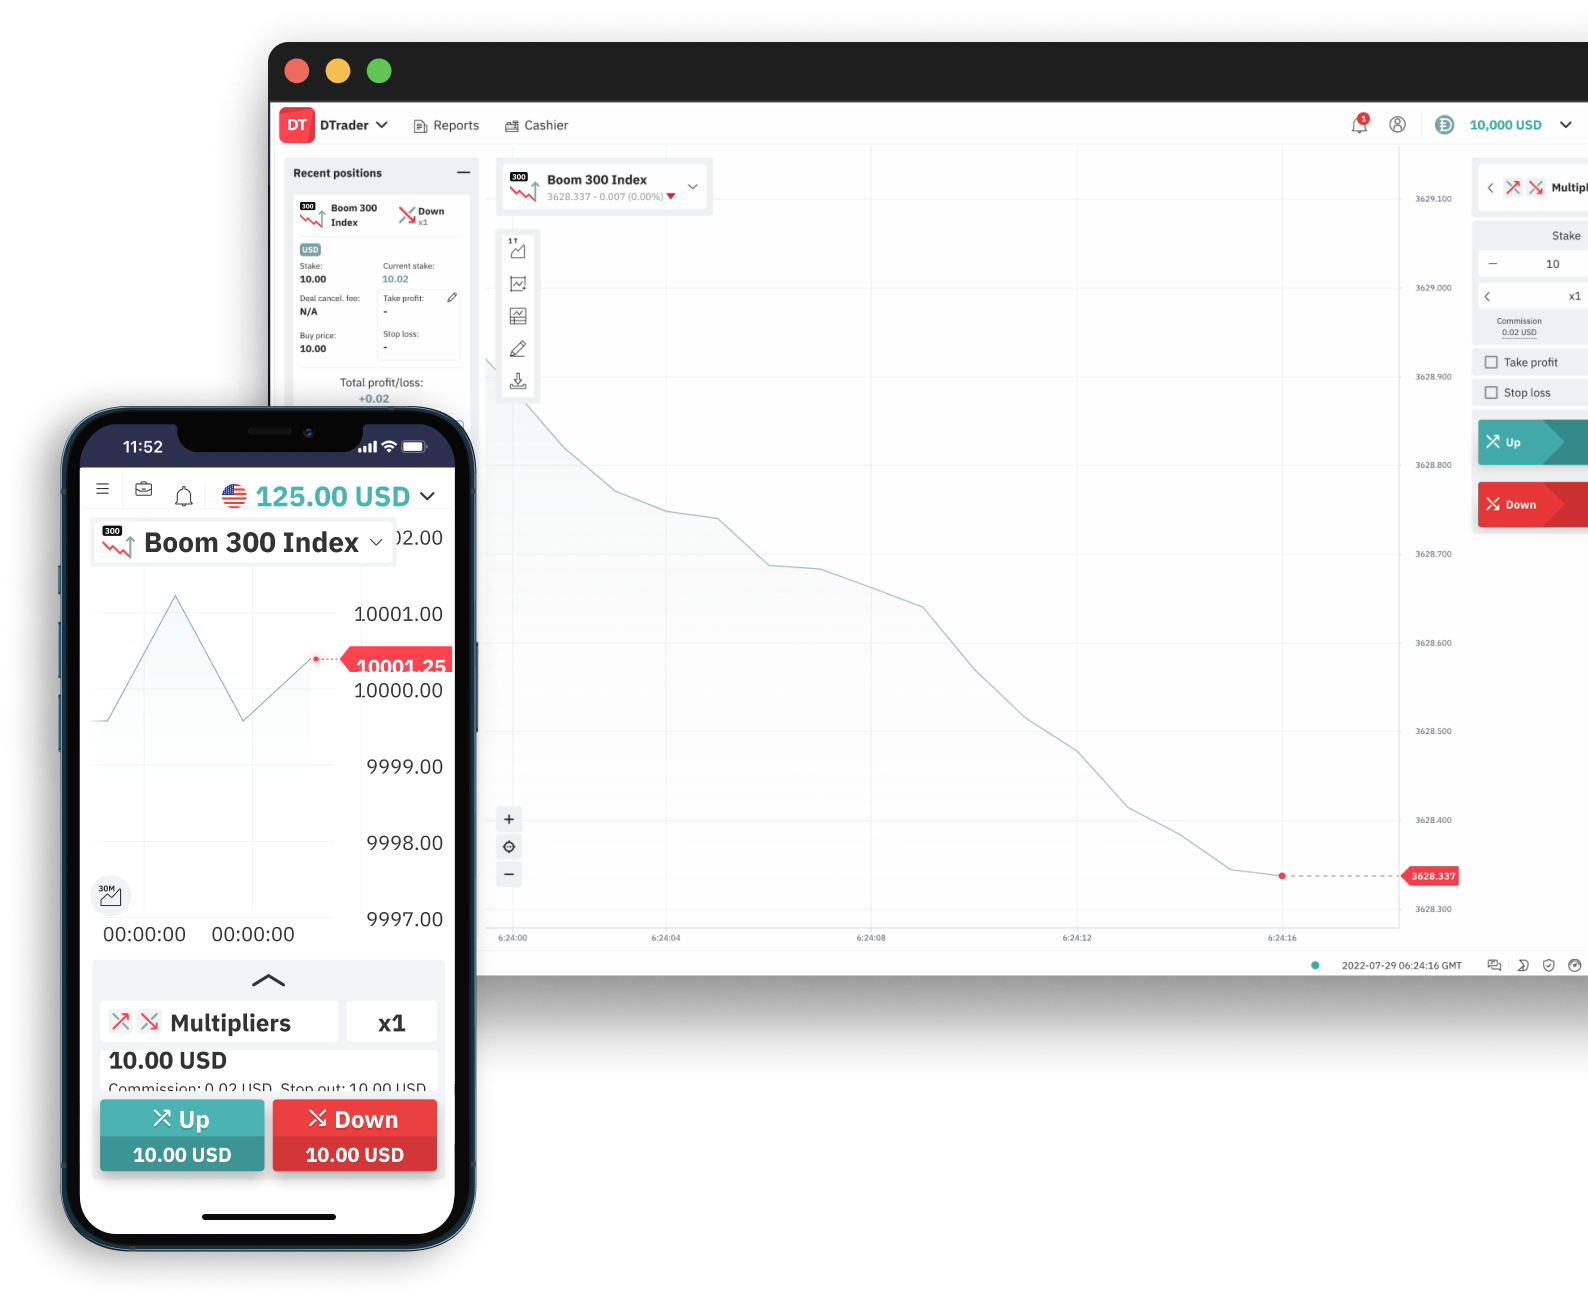 DT DTrader Reports Cashier 1 10,000 USD
Recent positions
300 Boom 300 Index Down x1
USD
Stake: Current stake:
10.00 10.02
Deal cancel. fee: Take profit:
N/A -
Buy price: Stop loss:
10.00 -
Total profit/loss:
+0.02
300 Boom 300 Index
3628.337 - 0.007 (0.00%)
1T
3629.100
3629.000
3628.900
3628.800
3628.700
3628.600
3628.500
3628.400
3628.337
3628.300
6:24:00 6:24:04 6:24:08 6:24:12 6:24:16
2022-07-29 06:24:16 GMT
Multipl
Stake
− 10
x1
Commission
0.02 USD
Take profit
Stop loss
Up
Down
11:52
125.00 USD
300 Boom 300 Index
02.00
10001.00
10001.25
10000.00
9999.00
9998.00
9997.00
30M
00:00:00 00:00:00
Multipliers x1
10.00 USD
Commission: 0.02 USD Stop out: 10.00 USD
Up Down
10.00 USD 10.00 USD